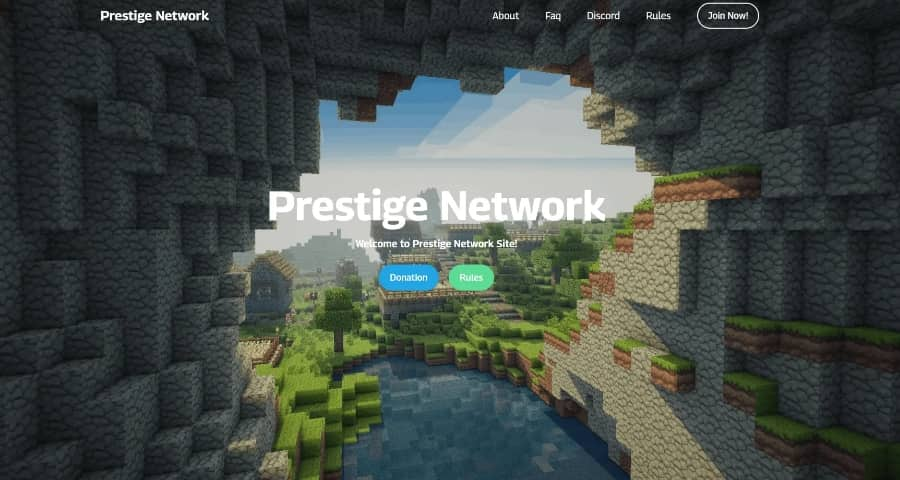 Prestige Network
About
Faq
Discord
Rules
Join Now!
Prestige Network
Welcome to Prestige Network Site!
Donation
Rules